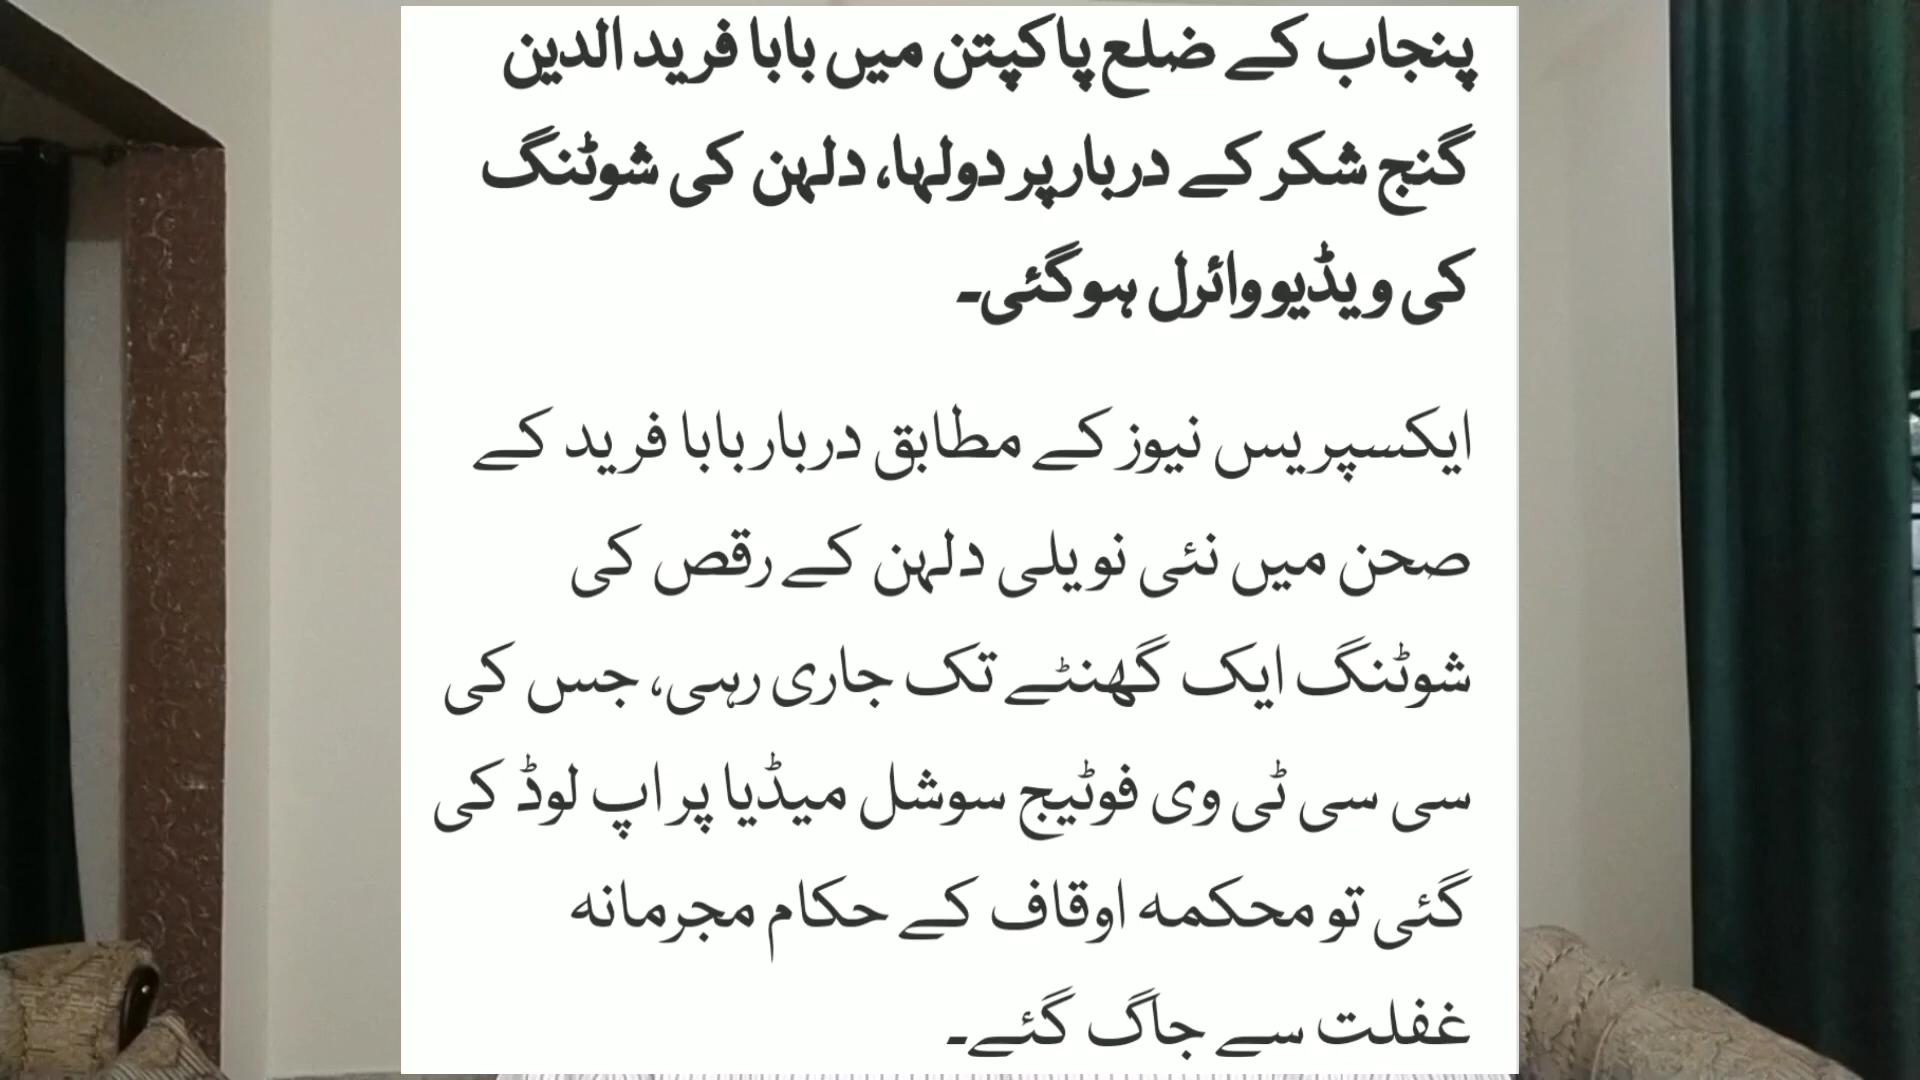 پنجاب کے ضلع پاکپتن میں بابا فرید الدین
گنج شکر کے دربار پر دولہا، دلہن کی شوٹنگ
کی ویڈیو وائرل ہوگئی۔
ایکسپریس نیوز کے مطابق دربار بابا فرید کے
صحن میں نئی نویلی دلہن کے رقص کی
شوٹنگ ایک گھنٹے تک جاری رہی، جس کی
سی سی ٹی وی فوٹیج سوشل میڈیا پر اپ لوڈ کی
گئی تو محکمہ اوقاف کے حکام مجرمانہ
غفلت سے جاگ گئے۔